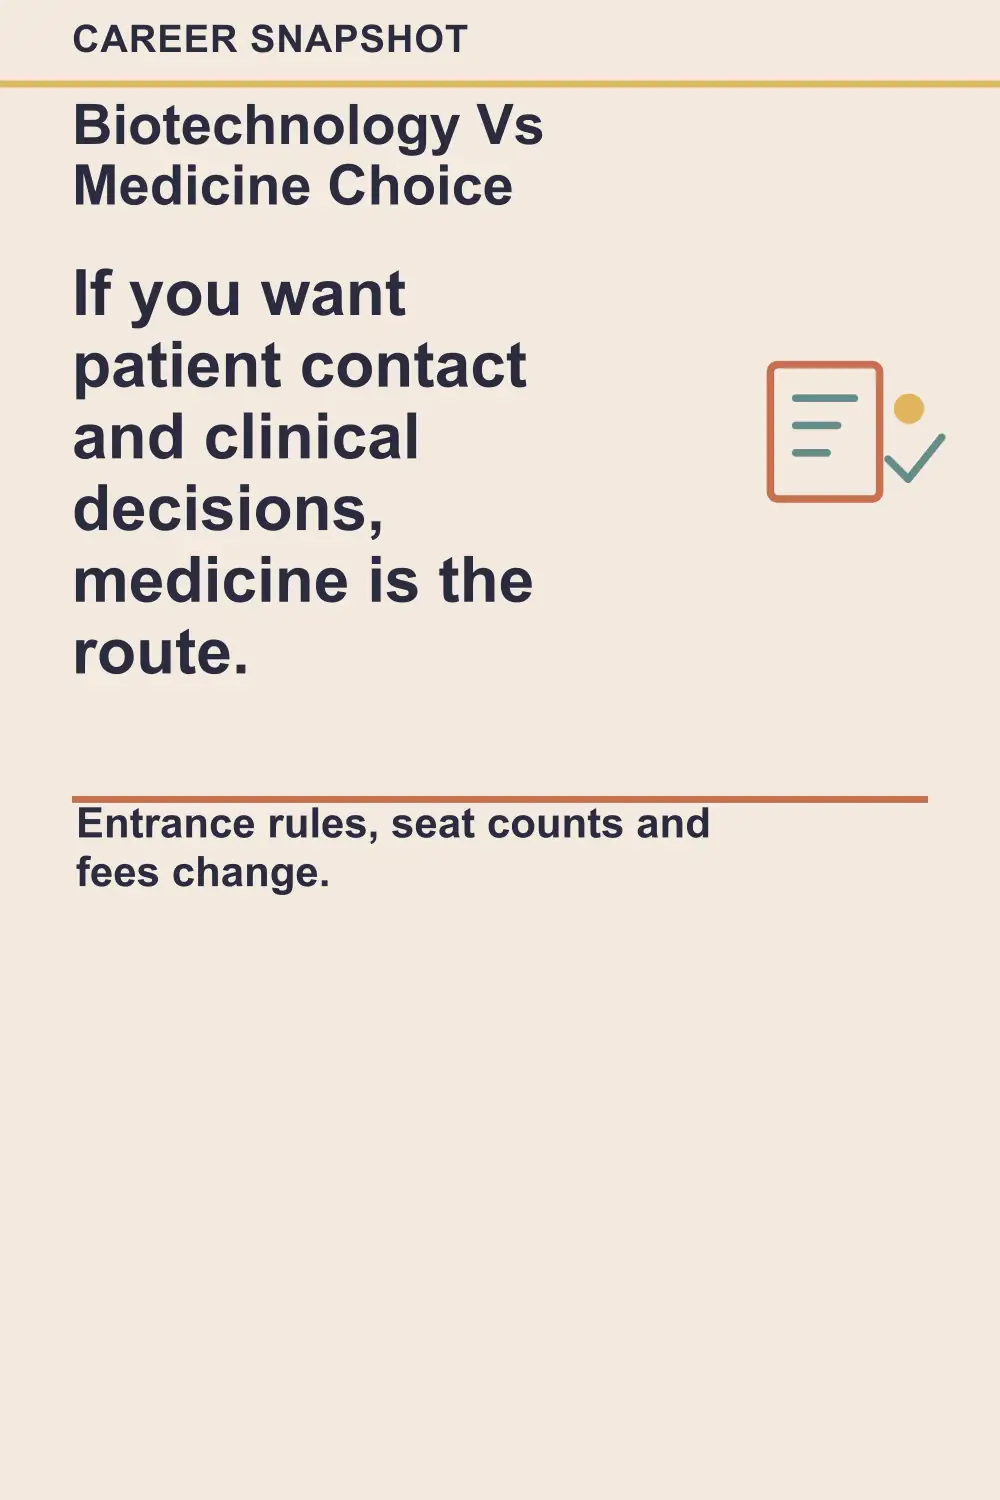 CAREER SNAPSHOT
Biotechnology Vs
Medicine Choice
If you want
patient contact
and clinical
decisions,
medicine is the
route.
Entrance rules, seat counts and
fees change.